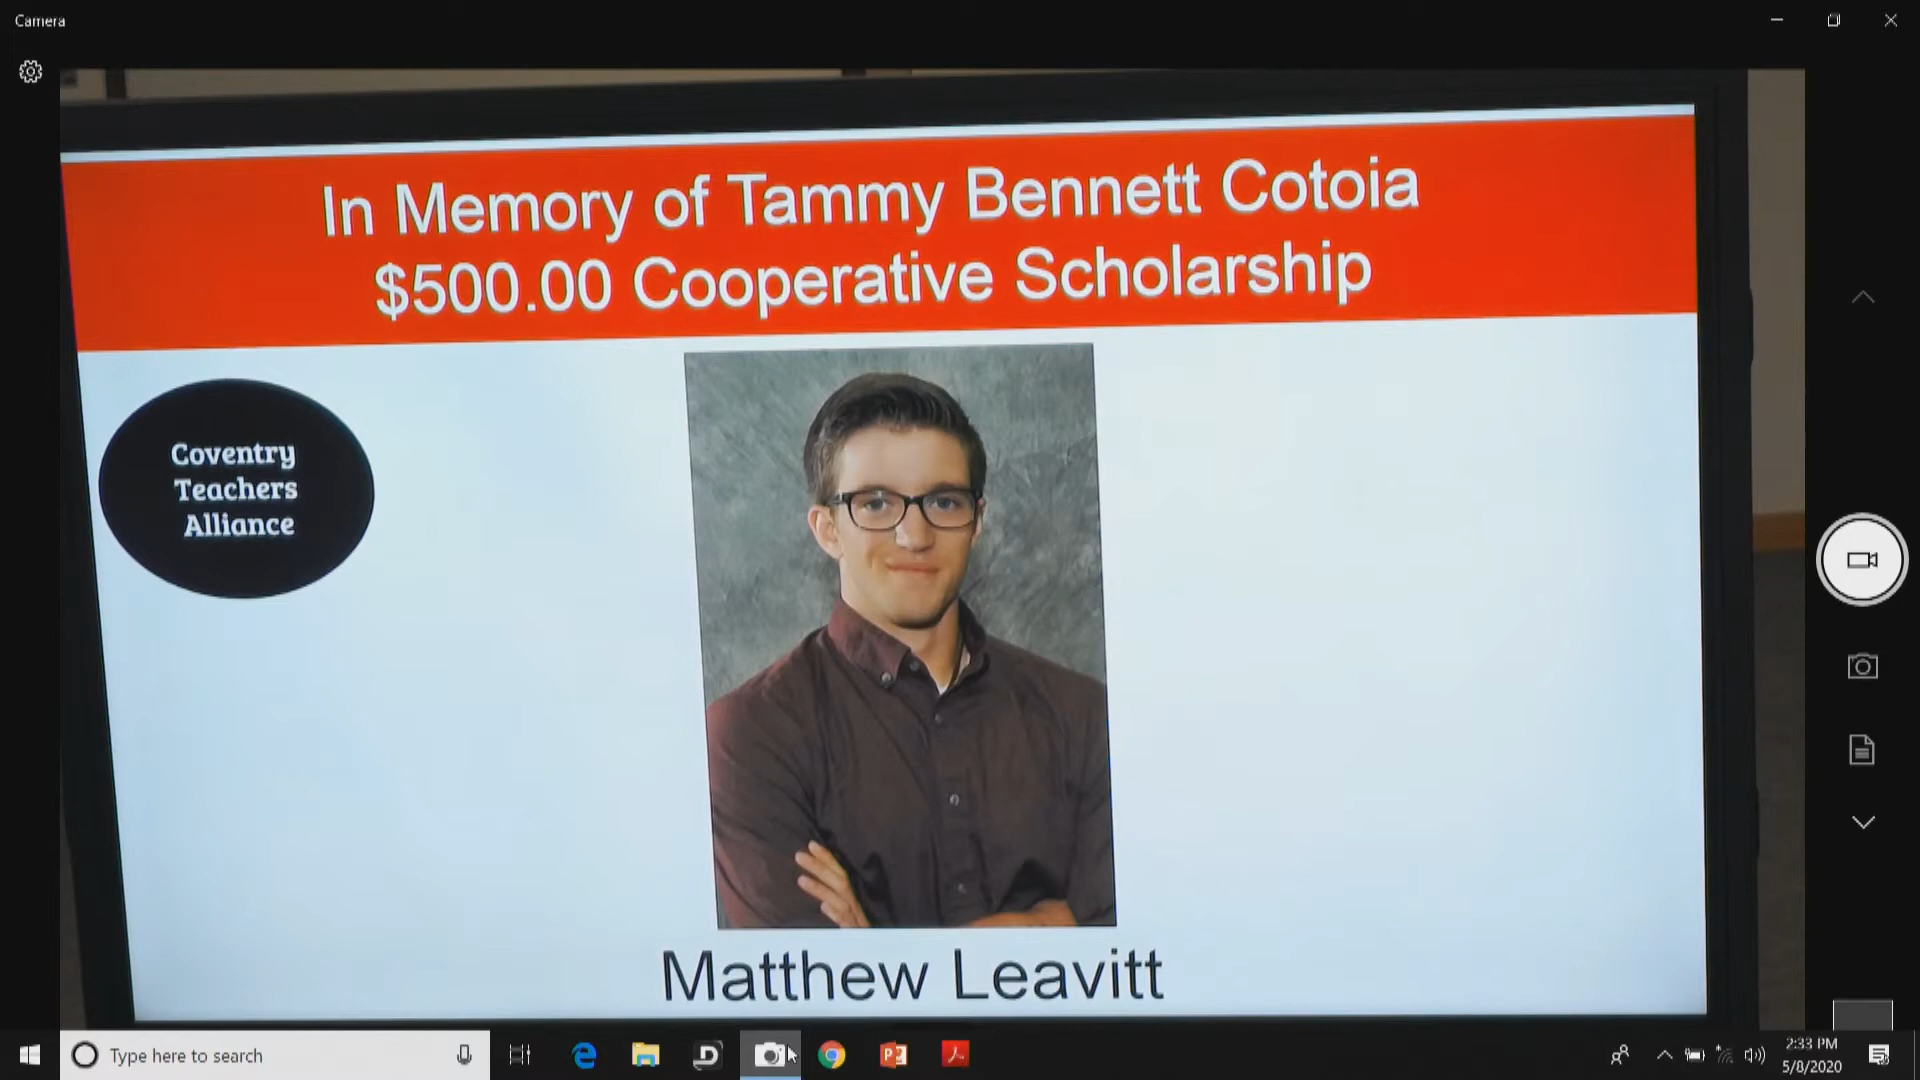 Camera
In Memory of Tammy Bennett Cotoia
$500.00 Cooperative Scholarship
Coventry
Teachers
Alliance
Matthew Leavitt
Type here to search
2:33 PM
5/8/2020